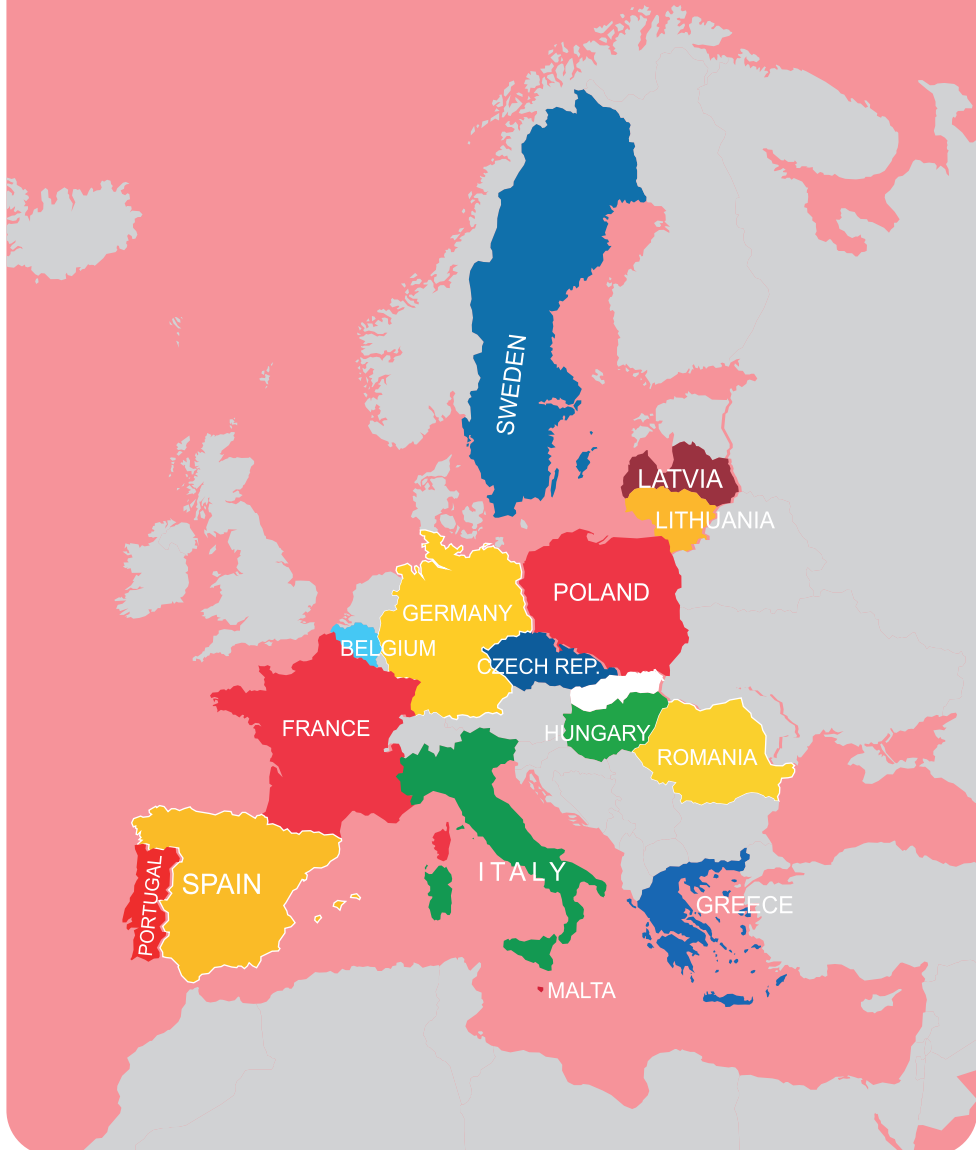 SWEDEN
LATVIA
LITHUANIA
POLAND
GERMANY
BELGIUM
CZECH REP.
FRANCE
HUNGARY
ROMANIA
ITALY
SPAIN
PORTUGAL
GREECE
MALTA